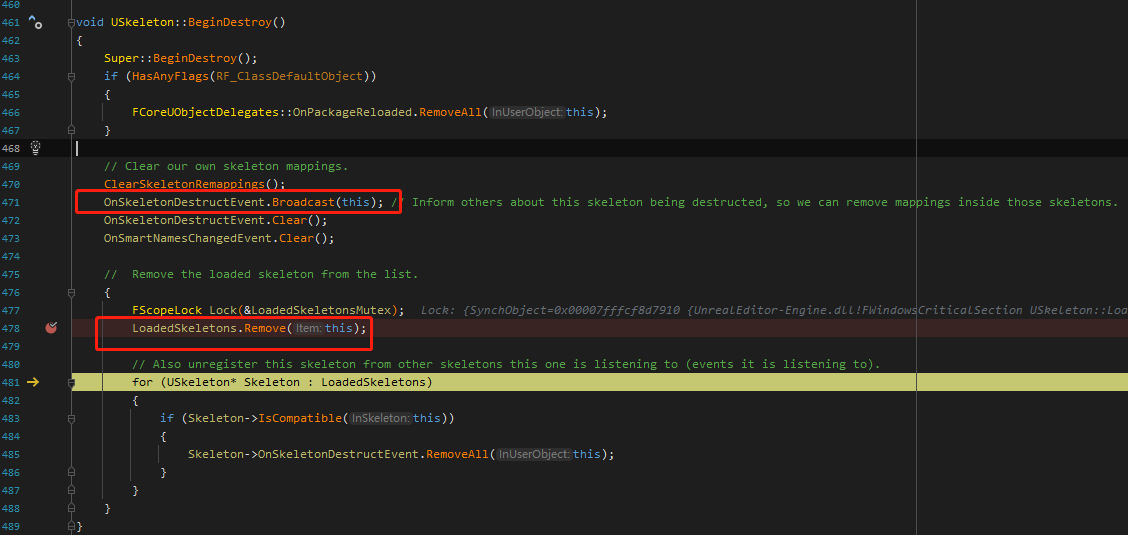 460
461 void USkeleton::BeginDestroy()
462 {
463 Super::BeginDestroy();
464 if (HasAnyFlags(RF_ClassDefaultObject))
465 {
466 FCoreUObjectDelegates::OnPackageReloaded.RemoveAll( InUserObject: this);
467 }
468
469 // Clear our own skeleton mappings.
470 ClearSkeletonRemappings();
471 OnSkeletonDestructEvent.Broadcast(this); // Inform others about this skeleton being destructed, so we can remove mappings inside those skeletons.
472 OnSkeletonDestructEvent.Clear();
473 OnSmartNamesChangedEvent.Clear();
474
475 // Remove the loaded skeleton from the list.
476 {
477 FScopeLock Lock(&LoadedSkeletonsMutex); Lock: {SynchObject=0x00007fffcf8d7910 {UnrealEditor-Engine.dll!FWindowsCriticalSection USkeleton::Loa
478 LoadedSkeletons.Remove( Item: this);
479
480 // Also unregister this skeleton from other skeletons this one is listening to (events it is listening to).
481 for (USkeleton* Skeleton : LoadedSkeletons)
482 {
483 if (Skeleton->IsCompatible( InSkeleton: this))
484 {
485 Skeleton->OnSkeletonDestructEvent.RemoveAll( InUserObject: this);
486 }
487 }
488 }
489 }